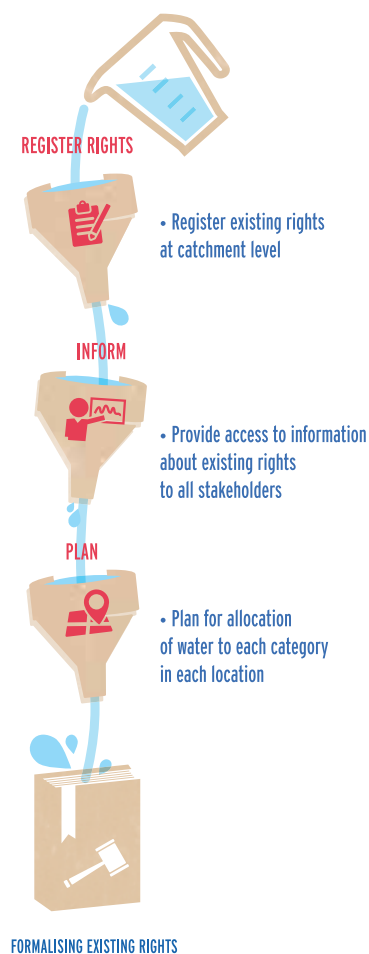 REGISTER RIGHTS
• Register existing rights
at catchment level
INFORM
• Provide access to information
about existing rights
to all stakeholders
PLAN
• Plan for allocation
of water to each category
in each location
FORMALISING EXISTING RIGHTS